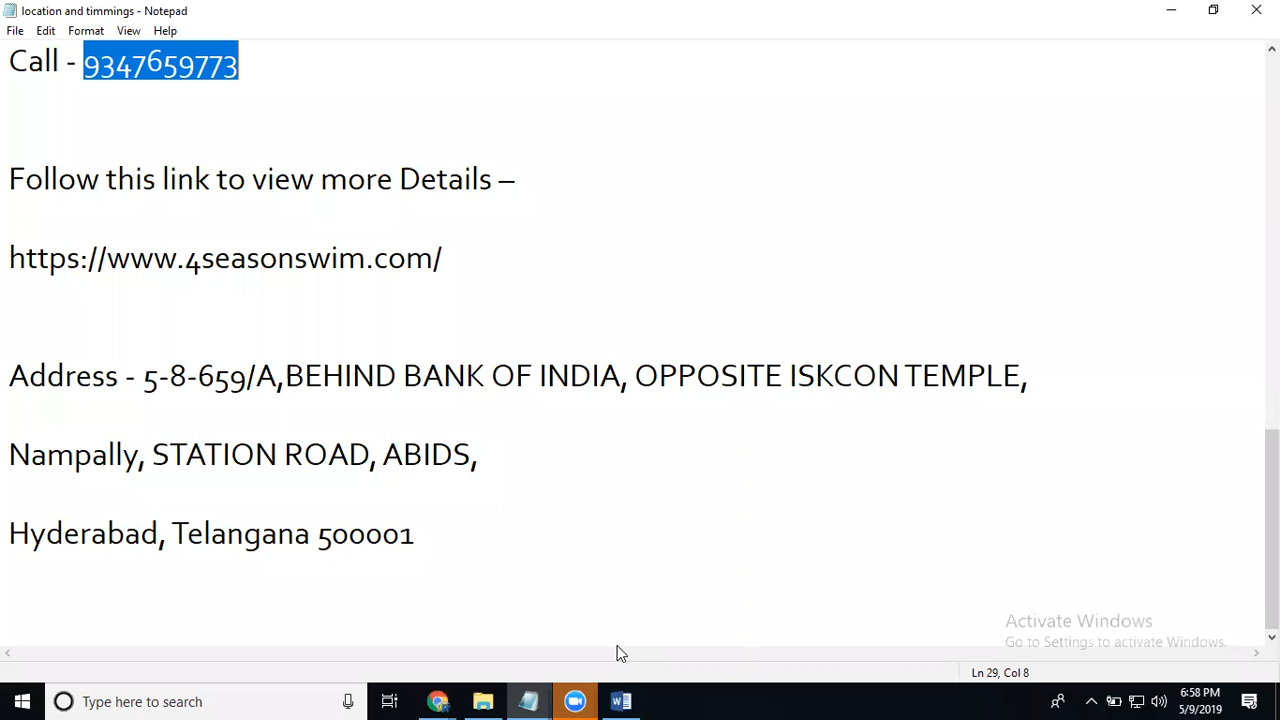 location and timmings - Notepad
File Edit Format View Help
Call - 9347659773
Follow this link to view more Details –
https://www.4seasonswim.com/
Address - 5-8-659/A,BEHIND BANK OF INDIA, OPPOSITE ISKCON TEMPLE,
Nampally, STATION ROAD, ABIDS,
Hyderabad, Telangana 500001
Activate Windows
Go to Settings to activate Windows.
Ln 29, Col 8
Type here to search
6:58 PM
5/9/2019